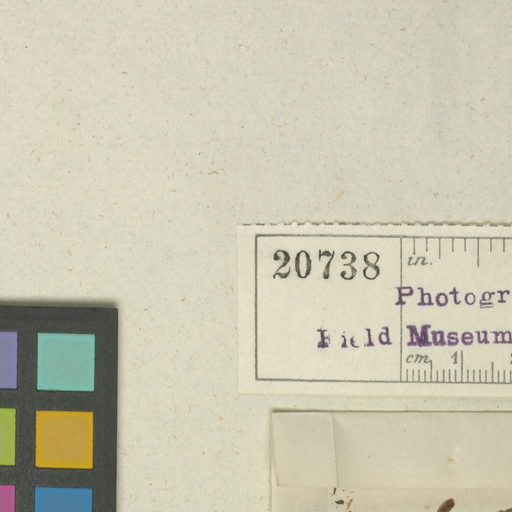 20738
in.
Photogr
Field Museum
cm 1